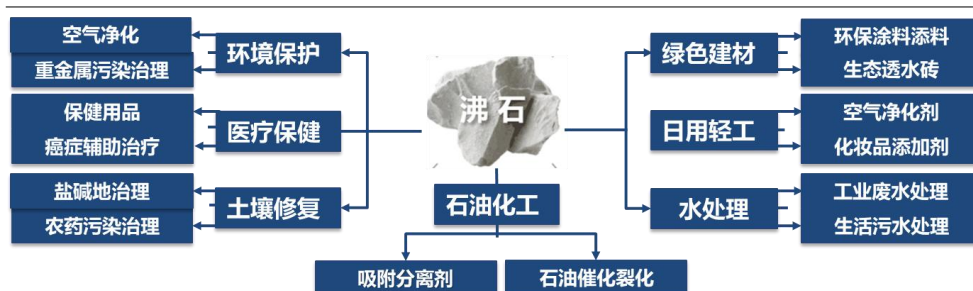 空气净化
重金属污染治理
环境保护
保健用品
癌症辅助治疗
医疗保健
盐碱地治理
农药污染治理
土壤修复
沸石
石油化工
吸附分离剂
石油催化裂化
绿色建材
环保涂料添料
生态透水砖
日用轻工
空气净化剂
化妆品添加剂
水处理
工业废水处理
生活污水处理